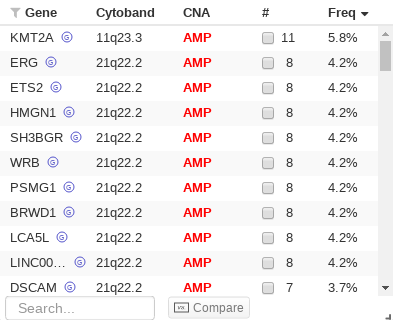 Gene Cytoband CNA # Freq
KMT2A G 11q23.3 AMP 11 5.8%
ERG G 21q22.2 AMP 8 4.2%
ETS2 G 21q22.2 AMP 8 4.2%
HMGN1 G 21q22.2 AMP 8 4.2%
SH3BGR G 21q22.2 AMP 8 4.2%
WRB G 21q22.2 AMP 8 4.2%
PSMG1 G 21q22.2 AMP 8 4.2%
BRWD1 G 21q22.2 AMP 8 4.2%
LCA5L G 21q22.2 AMP 8 4.2%
LINC00... G 21q22.2 AMP 8 4.2%
DSCAM G 21q22.2 AMP 7 3.7%
Search... VS Compare